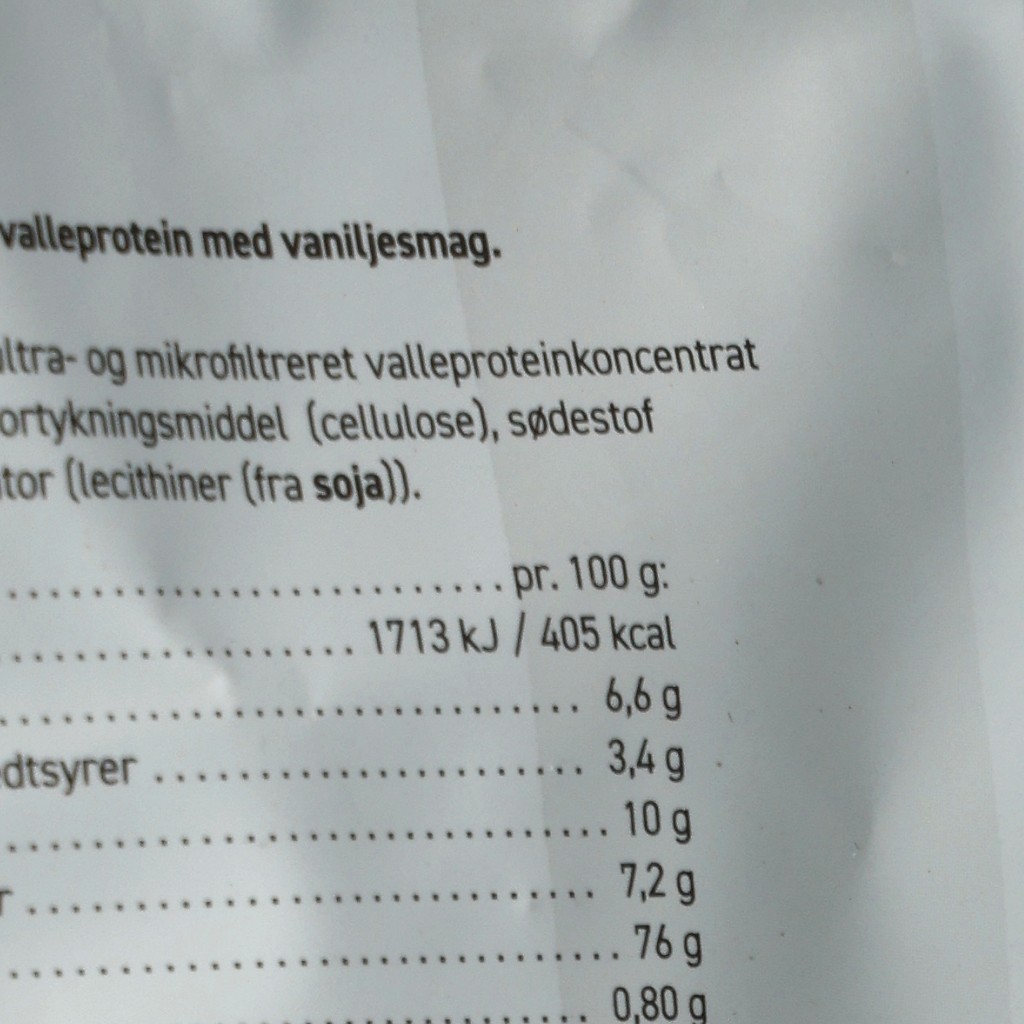 valleprotein med vaniljesmag.
ultra- og mikrofiltreret valleproteinkoncentrat
ortykningsmiddel (cellulose), sødestof
tor (lecithiner (fra soja)).
........................ pr. 100 g:
................. 1713 kJ / 405 kcal
............................ 6,6 g
dtsyrer ...................... 3,4 g
............................. 10 g
r .......................... 7,2 g
............................. 76 g
................ 0,80 g